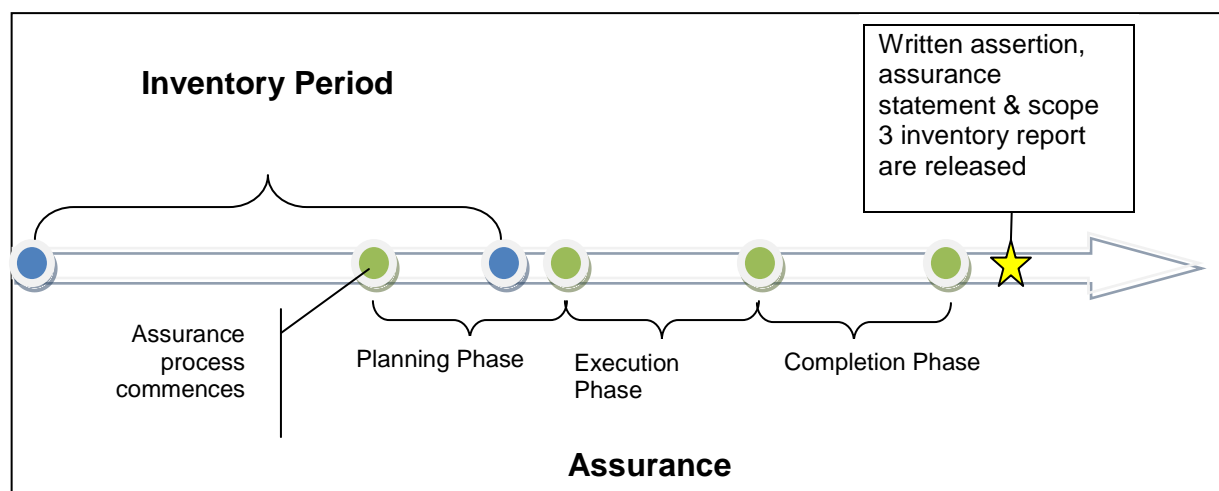 Written assertion,
assurance
statement & scope
3 inventory report
are released
Inventory Period
Assurance
process
commences
Planning Phase
Execution
Phase
Completion Phase
Assurance